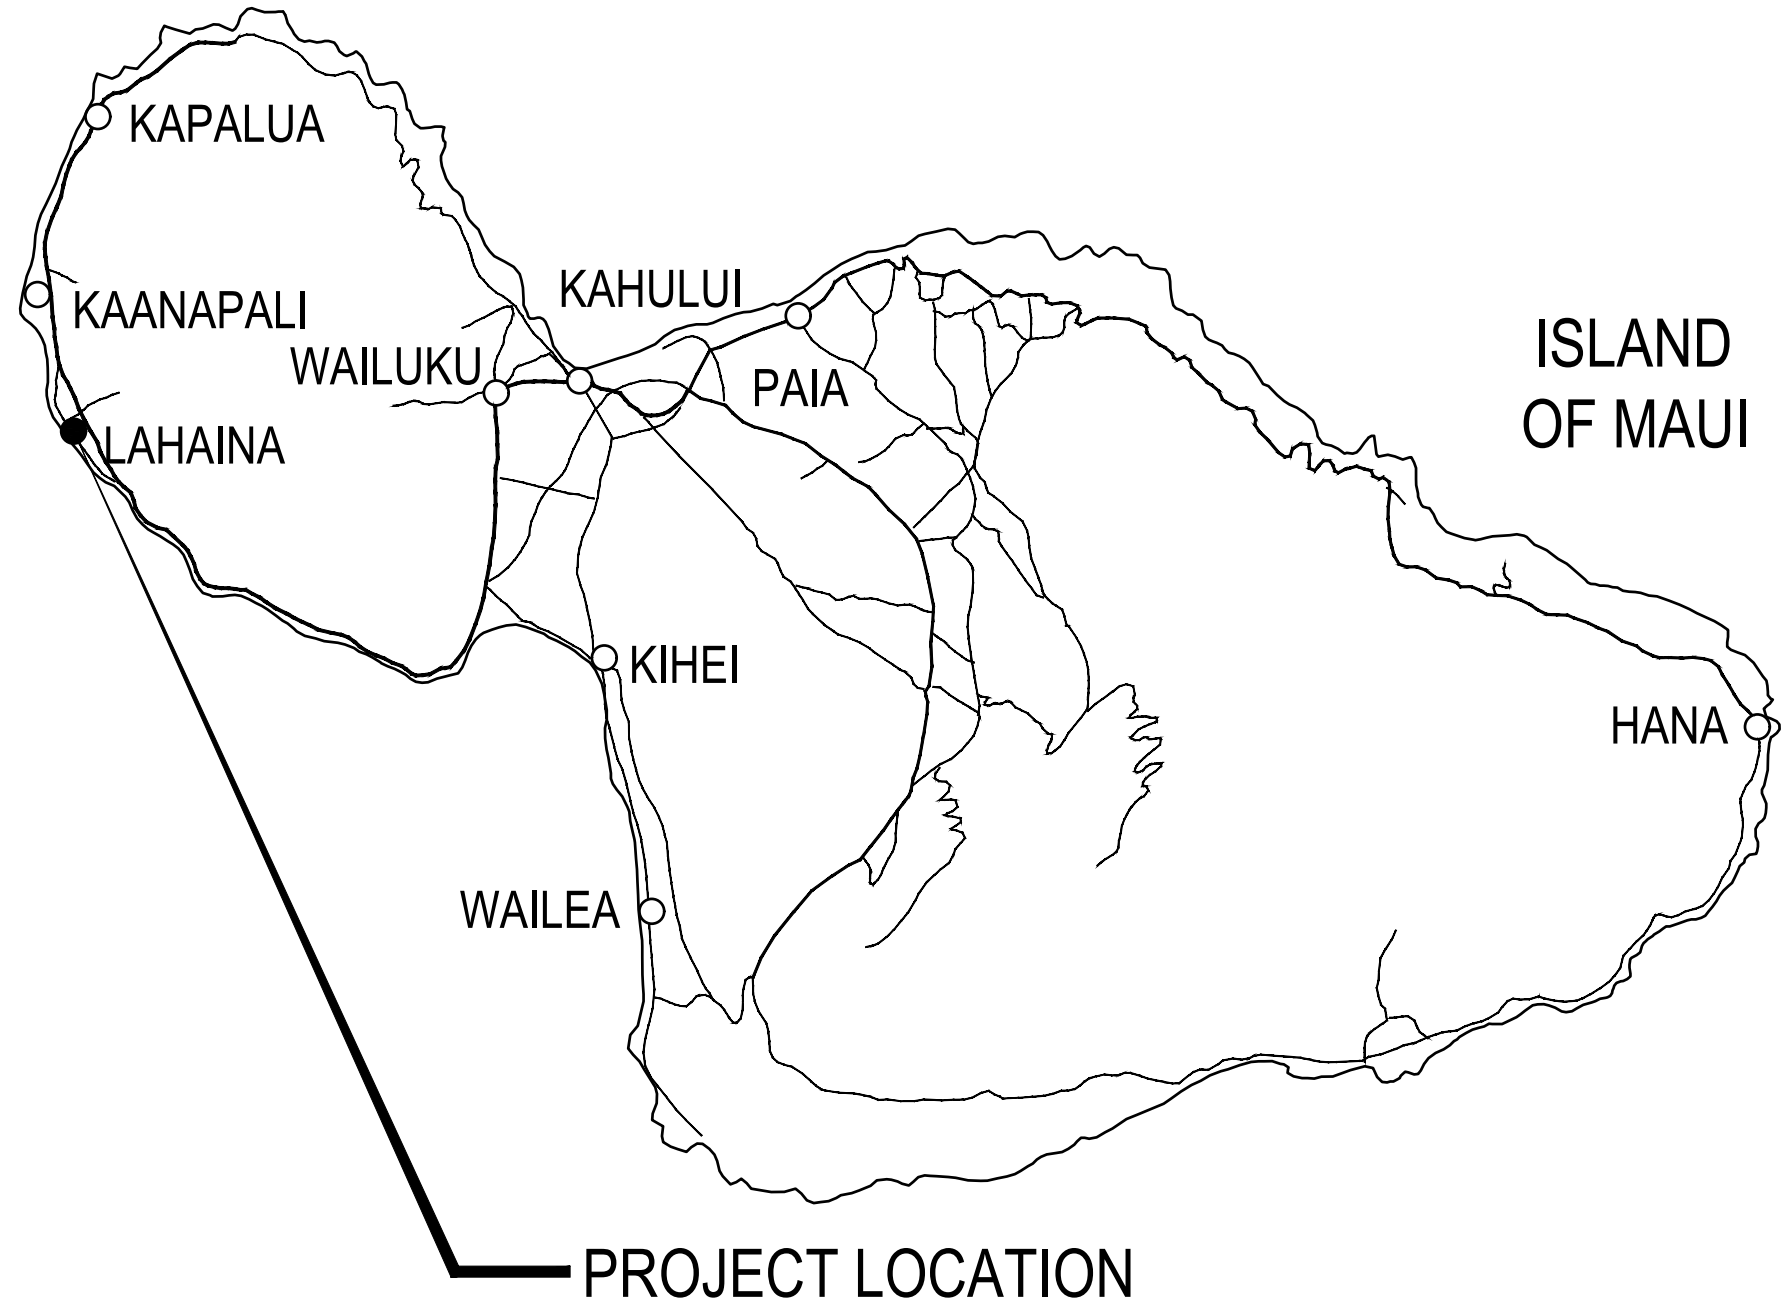 KAPALUA
KAHULUI
KAANAPALI
ISLAND
OF MAUI
WAILUKU
PAIA
LAHAINA
KIHEI
HANA
WAILEA
PROJECT LOCATION